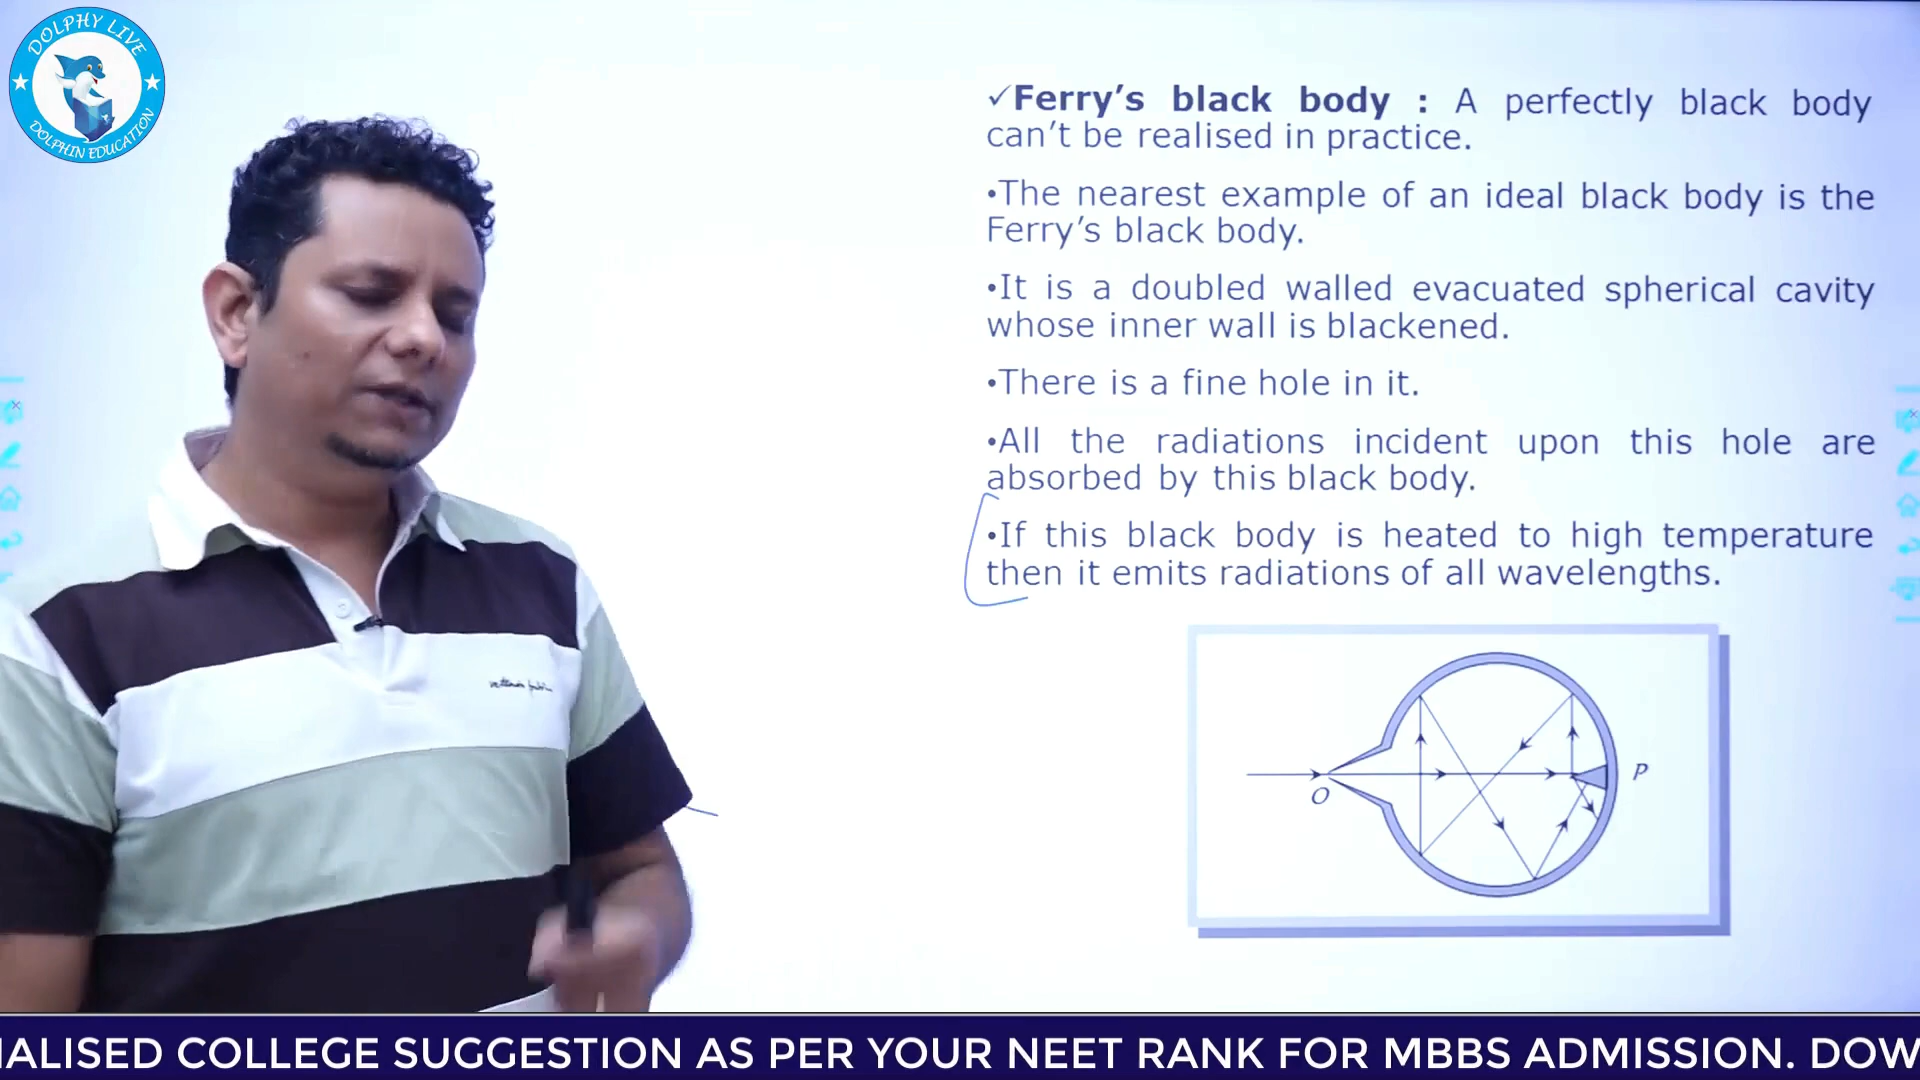 DOLPHY LIVE
DOLPHIN EDUCATION
✓Ferry's black body : A perfectly black body
can't be realised in practice.
•The nearest example of an ideal black body is the
Ferry's black body.
•It is a doubled walled evacuated spherical cavity
whose inner wall is blackened.
•There is a fine hole in it.
•All the radiations incident upon this hole are
absorbed by this black body.
•If this black body is heated to high temperature
then it emits radiations of all wavelengths.
P
O
IALISED COLLEGE SUGGESTION AS PER YOUR NEET RANK FOR MBBS ADMISSION. DOW